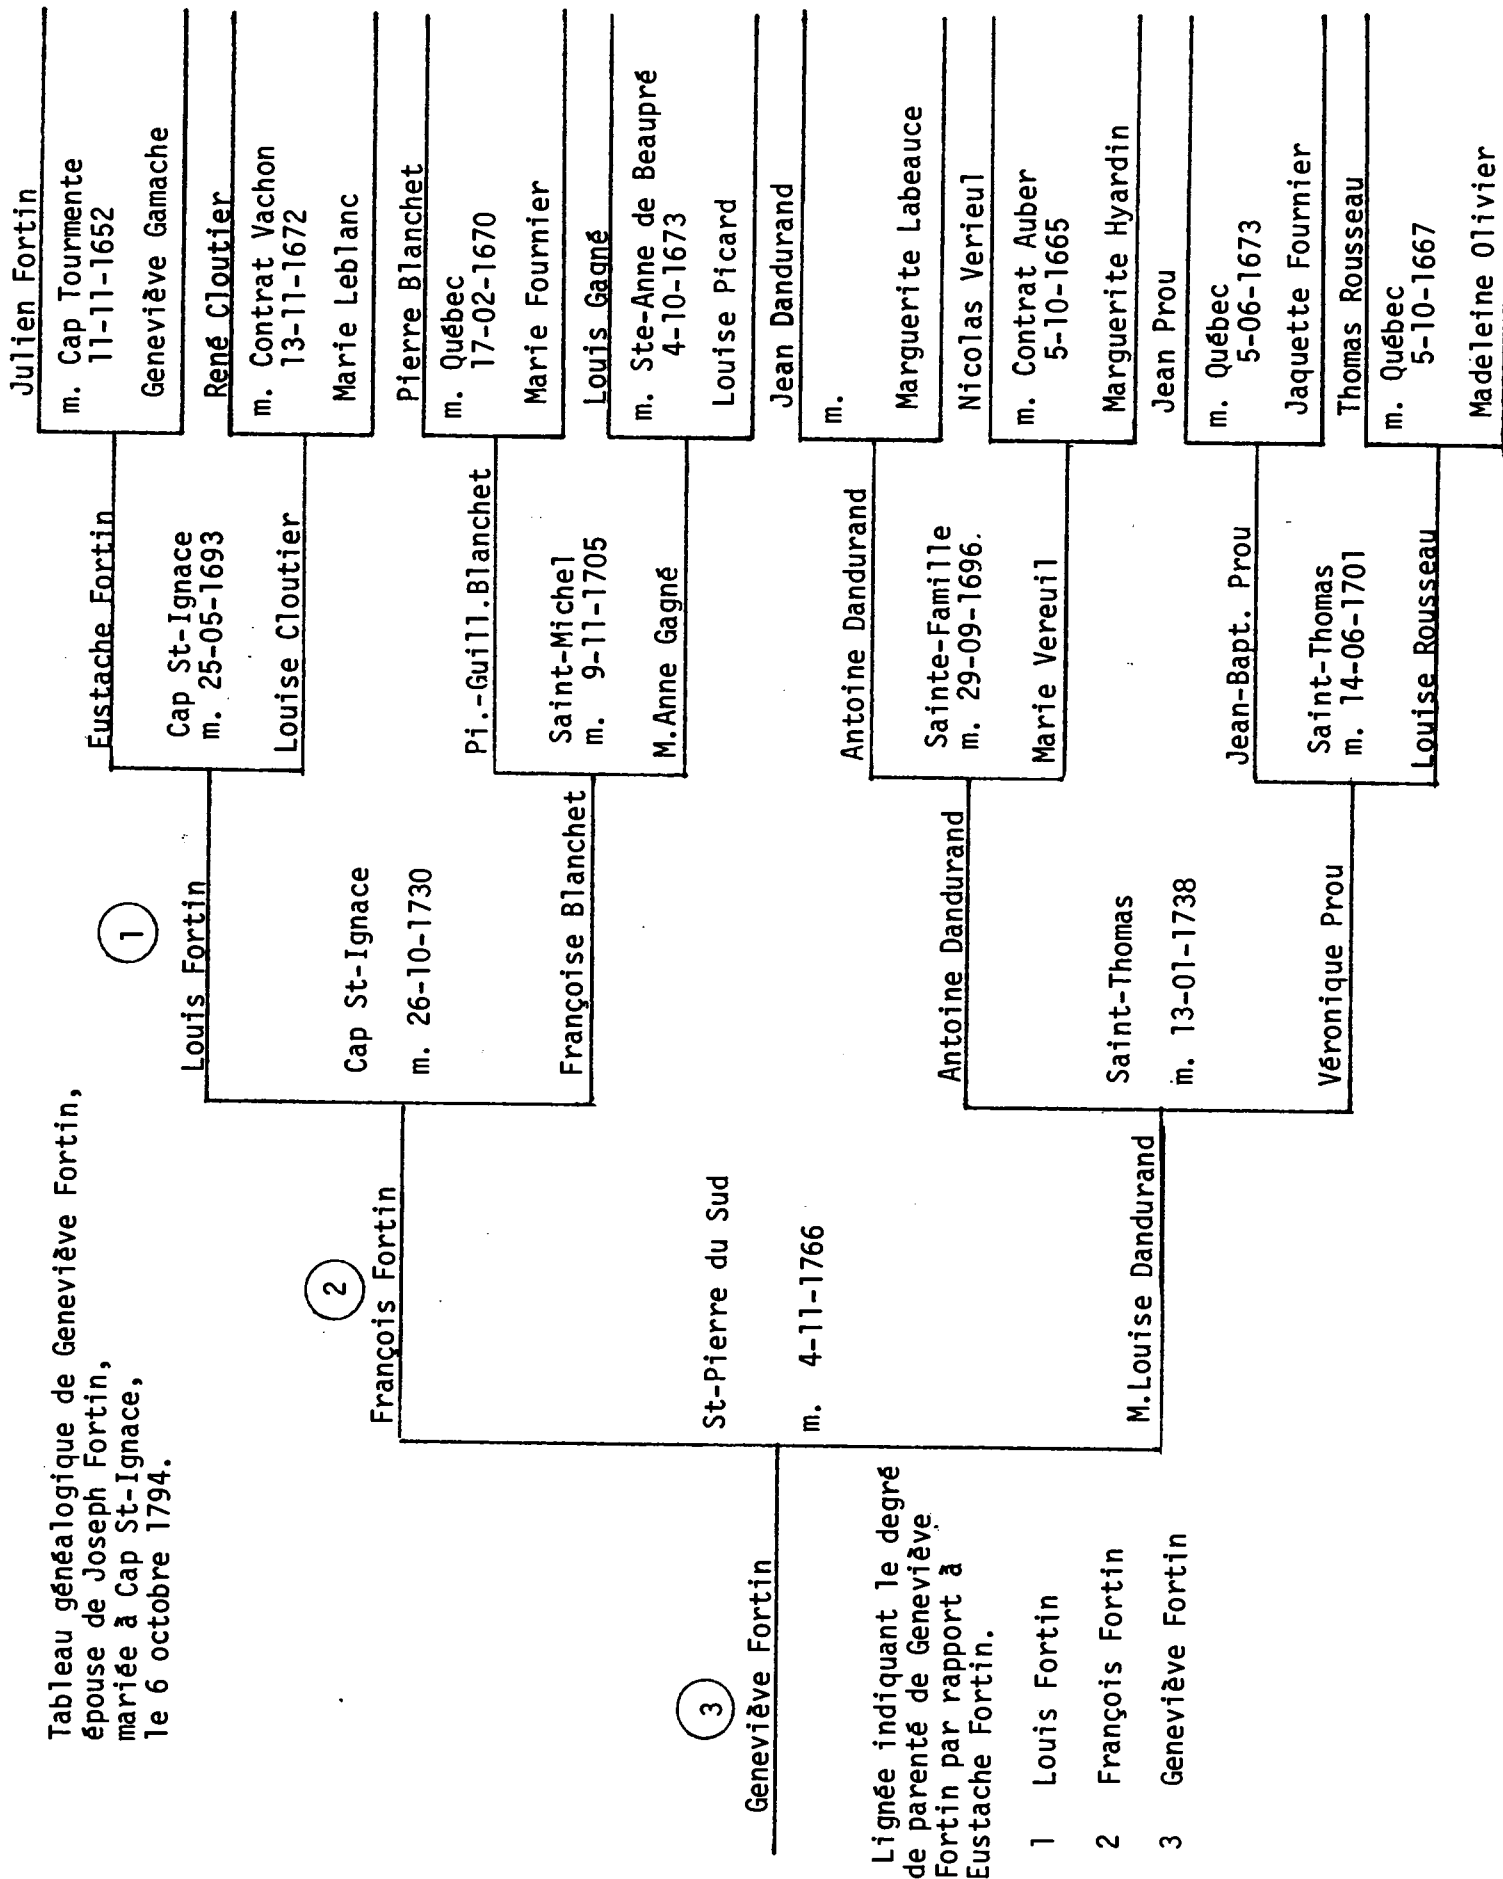 Tableau généalogique de Geneviève Fortin,
épouse de Joseph Fortin,
mariée à Cap St-Ignace,
le 6 octobre 1794.
3
Geneviève Fortin
Lignée indiquant le degré
de parenté de Geneviève
Fortin par rapport à
Eustache Fortin.
1 Louis Fortin
2 François Fortin
3 Geneviève Fortin
2
François Fortin
St-Pierre du Sud
m. 4-11-1766
M.Louise Dandurand
1
Louis Fortin
Cap St-Ignace
m. 26-10-1730
Françoise Blanchet
Antoine Dandurand
Saint-Thomas
m. 13-01-1738
Véronique Prou
Eustache Fortin
Cap St-Ignace
m. 25-05-1693
Louise Cloutier
Pi.-Guill.Blanchet
Saint-Michel
m. 9-11-1705
M.Anne Gagné
Antoine Dandurand
Sainte-Famille
m. 29-09-1696.
Marie Vereuil
Jean-Bapt. Prou
Saint-Thomas
m. 14-06-1701
Louise Rousseau
Julien Fortin
m. Cap Tourmente
11-11-1652
Geneviève Gamache
René Cloutier
m. Contrat Vachon
13-11-1672
Marie Leblanc
Pierre Blanchet
m. Québec
17-02-1670
Marie Fournier
Louis Gagné
m. Ste-Anne de Beaupré
4-10-1673
Louise Picard
Jean Dandurand
m.
Marguerite Labeauce
Nicolas Verieul
m. Contrat Auber
5-10-1665
Marguerite Hyardin
Jean Prou
m. Québec
5-06-1673
Jaquette Fournier
Thomas Rousseau
m. Québec
5-10-1667
Madeleine Olivier